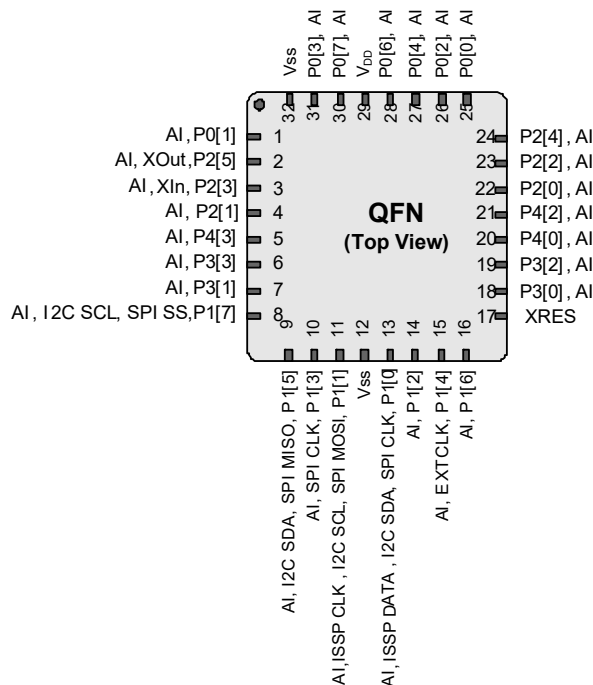 Vss
P0[3], AI
P0[7], AI
VDD
P0[6], AI
P0[4], AI
P0[2], AI
P0[0], AI
32
31
30
29
28
27
26
25
AI,P0[1]
1
AI, XOut,P2[5]
2
AI,XIn, P2[3]
3
AI, P2[1]
4
AI, P4[3]
5
AI, P3[3]
6
AI, P3[1]
7
AI, I2C SCL, SPI SS,P1[7]
8
QFN
(Top View)
24
P2[4], AI
23
P2[2], AI
22
P2[0], AI
21
P4[2], AI
20
P4[0], AI
19
P3[2], AI
18
P3[0], AI
17
XRES
9
10
11
12
13
14
15
16
AI, I2C SDA, SPI MISO, P1[5]
AI, SPI CLK, P1[3]
AI,ISSP CLK, I2C SCL, SPI MOSI, P1[1]
Vss
AI,ISSP DATA, I2C SDA, SPI CLK, P1[0]
AI, P1[2]
AI, EXTCLK, P1[4]
AI, P1[6]